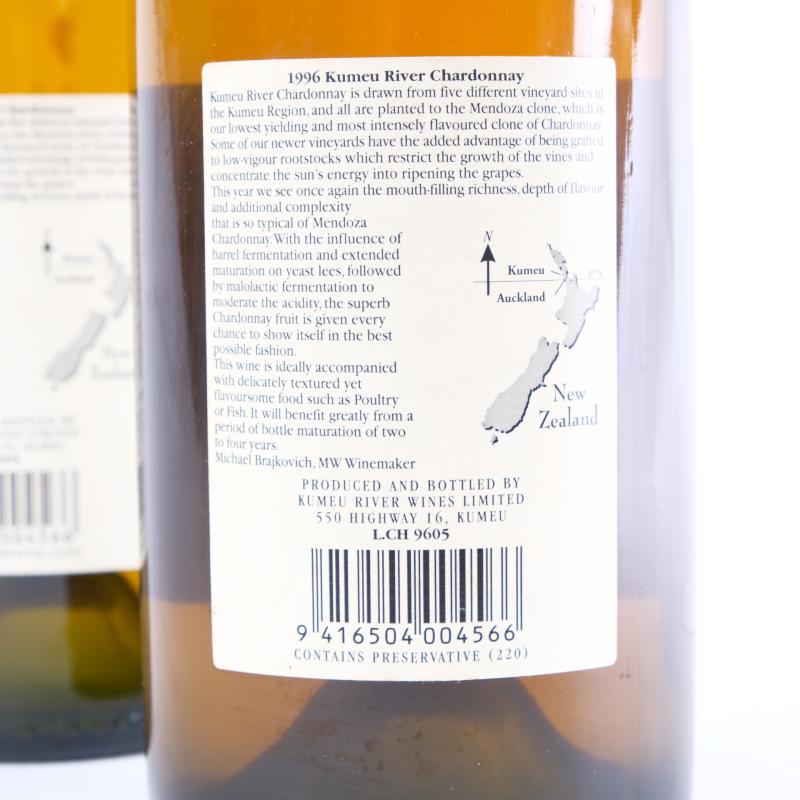 1996 Kumeu River Chardonnay
Kumeu River Chardonnay is drawn from five different vineyard sites in
the Kumeu Region, and all are planted to the Mendoza clone, which is
our lowest yielding and most intensely flavoured clone of Chardonnay.
Some of our newer vineyards have the added advantage of being grafted
to low-vigour rootstocks which restrict the growth of the vines and
concentrate the sun's energy into ripening the grapes.
This year we see once again the mouth-filling richness, depth of flavour
and additional complexity
that is so typical of Mendoza
Chardonnay. With the influence of
barrel fermentation and extended
maturation on yeast lees, followed
by malolactic fermentation to
moderate the acidity, the superb
Chardonnay fruit is given every
chance to show itself in the best
possible fashion.
This wine is ideally accompanied
with delicately textured yet
flavoursome food such as Poultry
or Fish. It will benefit greatly from a
period of bottle maturation of two
to four years.
Michael Brajkovich, MW Winemaker
N
Kumeu
37°S
Auckland
New
Zealand
PRODUCED AND BOTTLED BY
KUMEU RIVER WINES LIMITED
550 HIGHWAY 16, KUMEU
L.CH 9605
9 416504 004566
CONTAINS PRESERVATIVE (220)